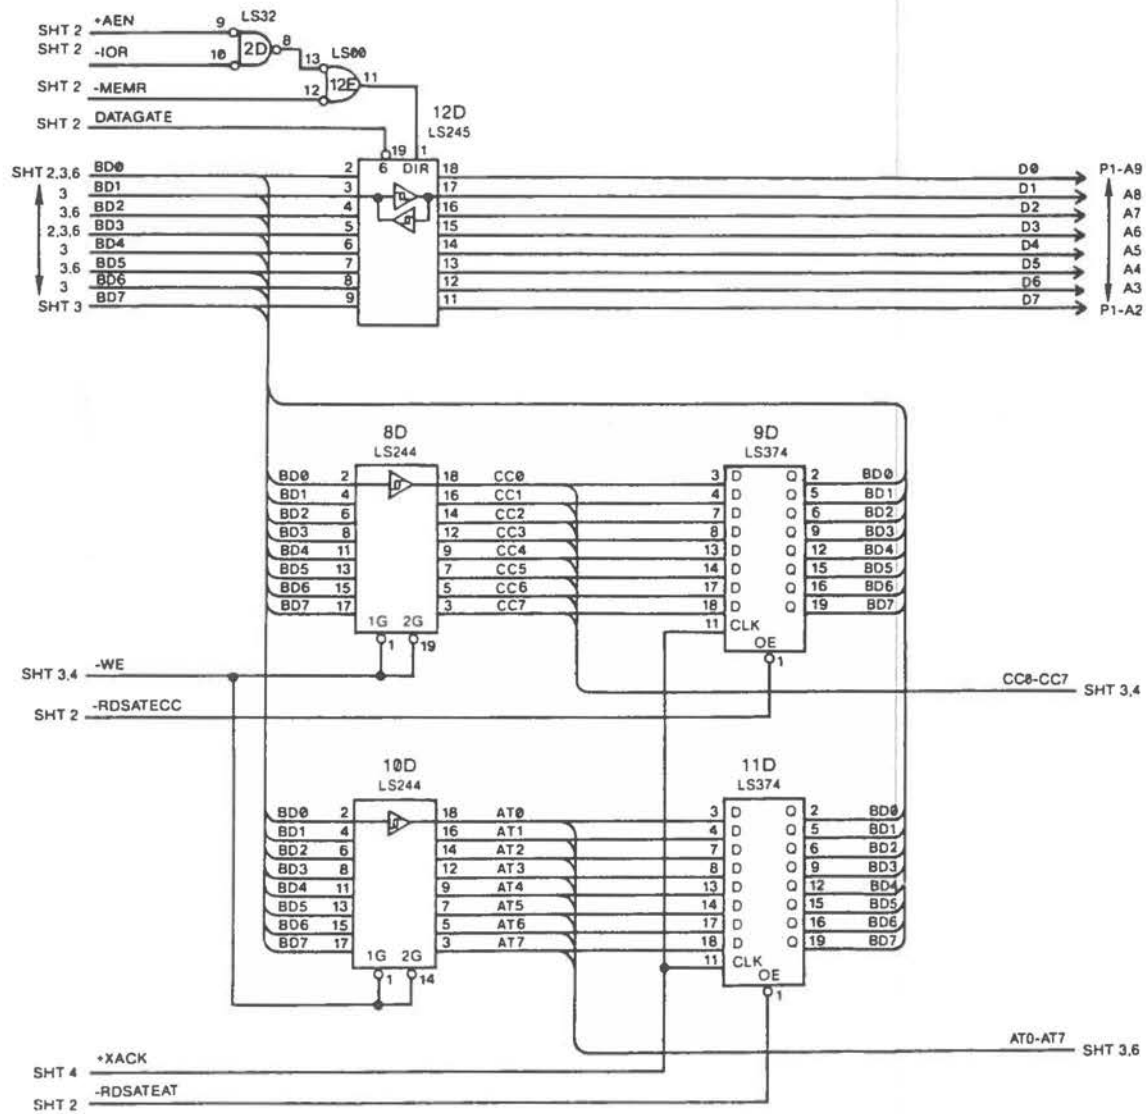 +AEN 9 LS32
SHT 2
2D 8 LS00
-IOR 13
SHT 2 10
12E 11
-MEMR 12
SHT 2
12D
DATAGATE LS245
SHT 2
19 1
6 DIR
SHT 2,3,6 BD0 2 18 D0 P1-A9
3 BD1 3 17 D1 A8
3,6 BD2 4 16 D2 A7
2,3,6 BD3 5 15 D3 A6
3 BD4 6 14 D4 A5
3,6 BD5 7 13 D5 A4
3 BD6 8 12 D6 A3
SHT 3 BD7 9 11 D7 P1-A2
8D 9D
LS244 LS374
BD0 2 18 CC0 3 D Q 2 BD0
BD1 4 16 CC1 4 D Q 5 BD1
BD2 6 14 CC2 7 D Q 6 BD2
BD3 8 12 CC3 8 D Q 9 BD3
BD4 11 9 CC4 13 D Q 12 BD4
BD5 13 7 CC5 14 D Q 15 BD5
BD6 15 5 CC6 17 D Q 16 BD6
BD7 17 3 CC7 18 D Q 19 BD7
1G 2G 11 CLK
1 19 OE
1
-WE
SHT 3,4
CC0-CC7 SHT 3,4
-RDSATECC
SHT 2
10D 11D
LS244 LS374
BD0 2 18 AT0 3 D Q 2 BD0
BD1 4 16 AT1 4 D Q 5 BD1
BD2 6 14 AT2 7 D Q 6 BD2
BD3 8 12 AT3 8 D Q 9 BD3
BD4 11 9 AT4 13 D Q 12 BD4
BD5 13 7 AT5 14 D Q 15 BD5
BD6 15 5 AT6 17 D Q 16 BD6
BD7 17 3 AT7 18 D Q 19 BD7
1G 2G 11 CLK
1 14 OE
1
AT0-AT7 SHT 3,6
+XACK
SHT 4
-RDSATEAT
SHT 2